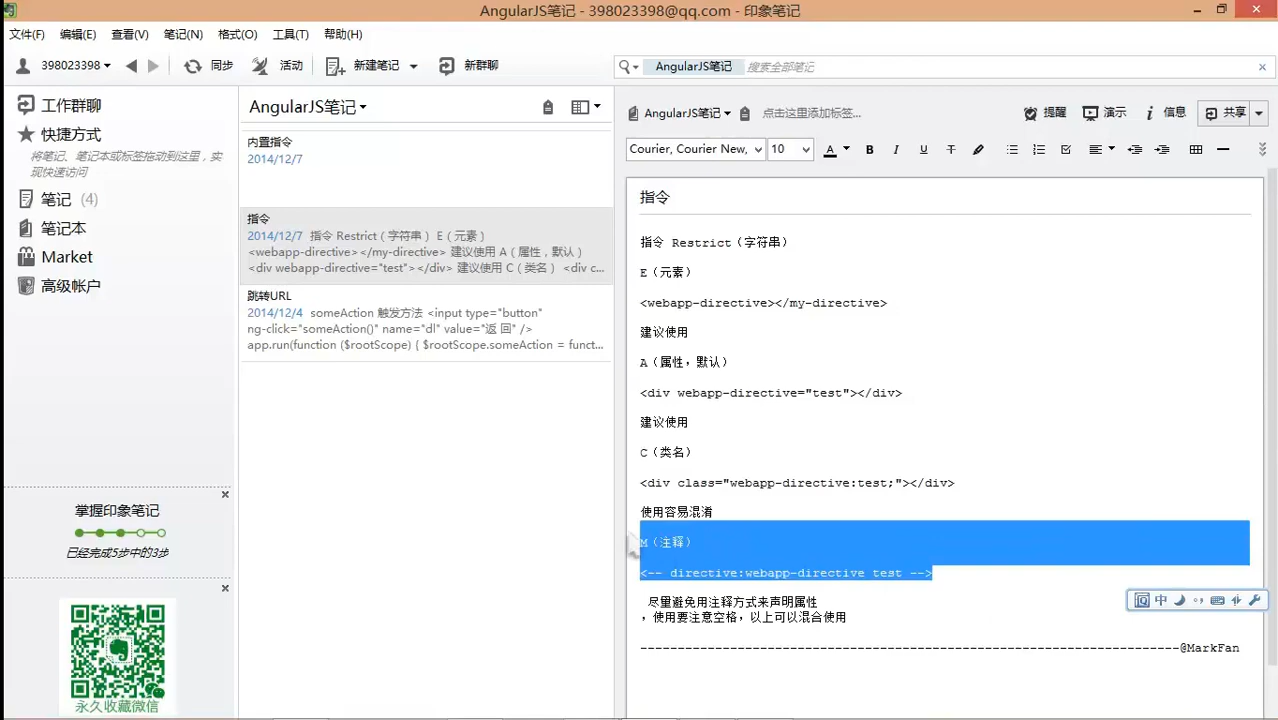 AngularJS笔记 - 398023398@qq.com - 印象笔记
文件(F) 编辑(E) 查看(V) 笔记(N) 格式(O) 工具(T) 帮助(H)
398023398 同步 活动 新建笔记 新群聊
AngularJS笔记 搜索全部笔记
工作群聊
快捷方式
将笔记、笔记本或标签拖动到这里，实
现快速访问
笔记 (4)
笔记本
Market
高级帐户
掌握印象笔记
已经完成5步中的3步
永久收藏微信
AngularJS笔记
内置指令
2014/12/7
指令
2014/12/7 指令 Restrict（字符串） E（元素）
<webapp-directive></my-directive> 建议使用 A（属性，默认）
<div webapp-directive="test"></div> 建议使用 C（类名） <div c...
跳转URL
2014/12/4 someAction 触发方法 <input type="button"
ng-click="someAction()" name="dl" value="返 回" />
app.run(function ($rootScope) { $rootScope.someAction = funct...
AngularJS笔记 点击这里添加标签... 提醒 演示 信息 共享
Courier, Courier New, 10 A B I U T
指令
指令 Restrict（字符串）
E（元素）
<webapp-directive></my-directive>
建议使用
A（属性，默认）
<div webapp-directive="test"></div>
建议使用
C（类名）
<div class="webapp-directive:test;"></div>
使用容易混淆
M（注释）
<-- directive:webapp-directive test -->
尽量避免用注释方式来声明属性
，使用要注意空格，以上可以混合使用
中
------------------------------------------------------------------------@MarkFan